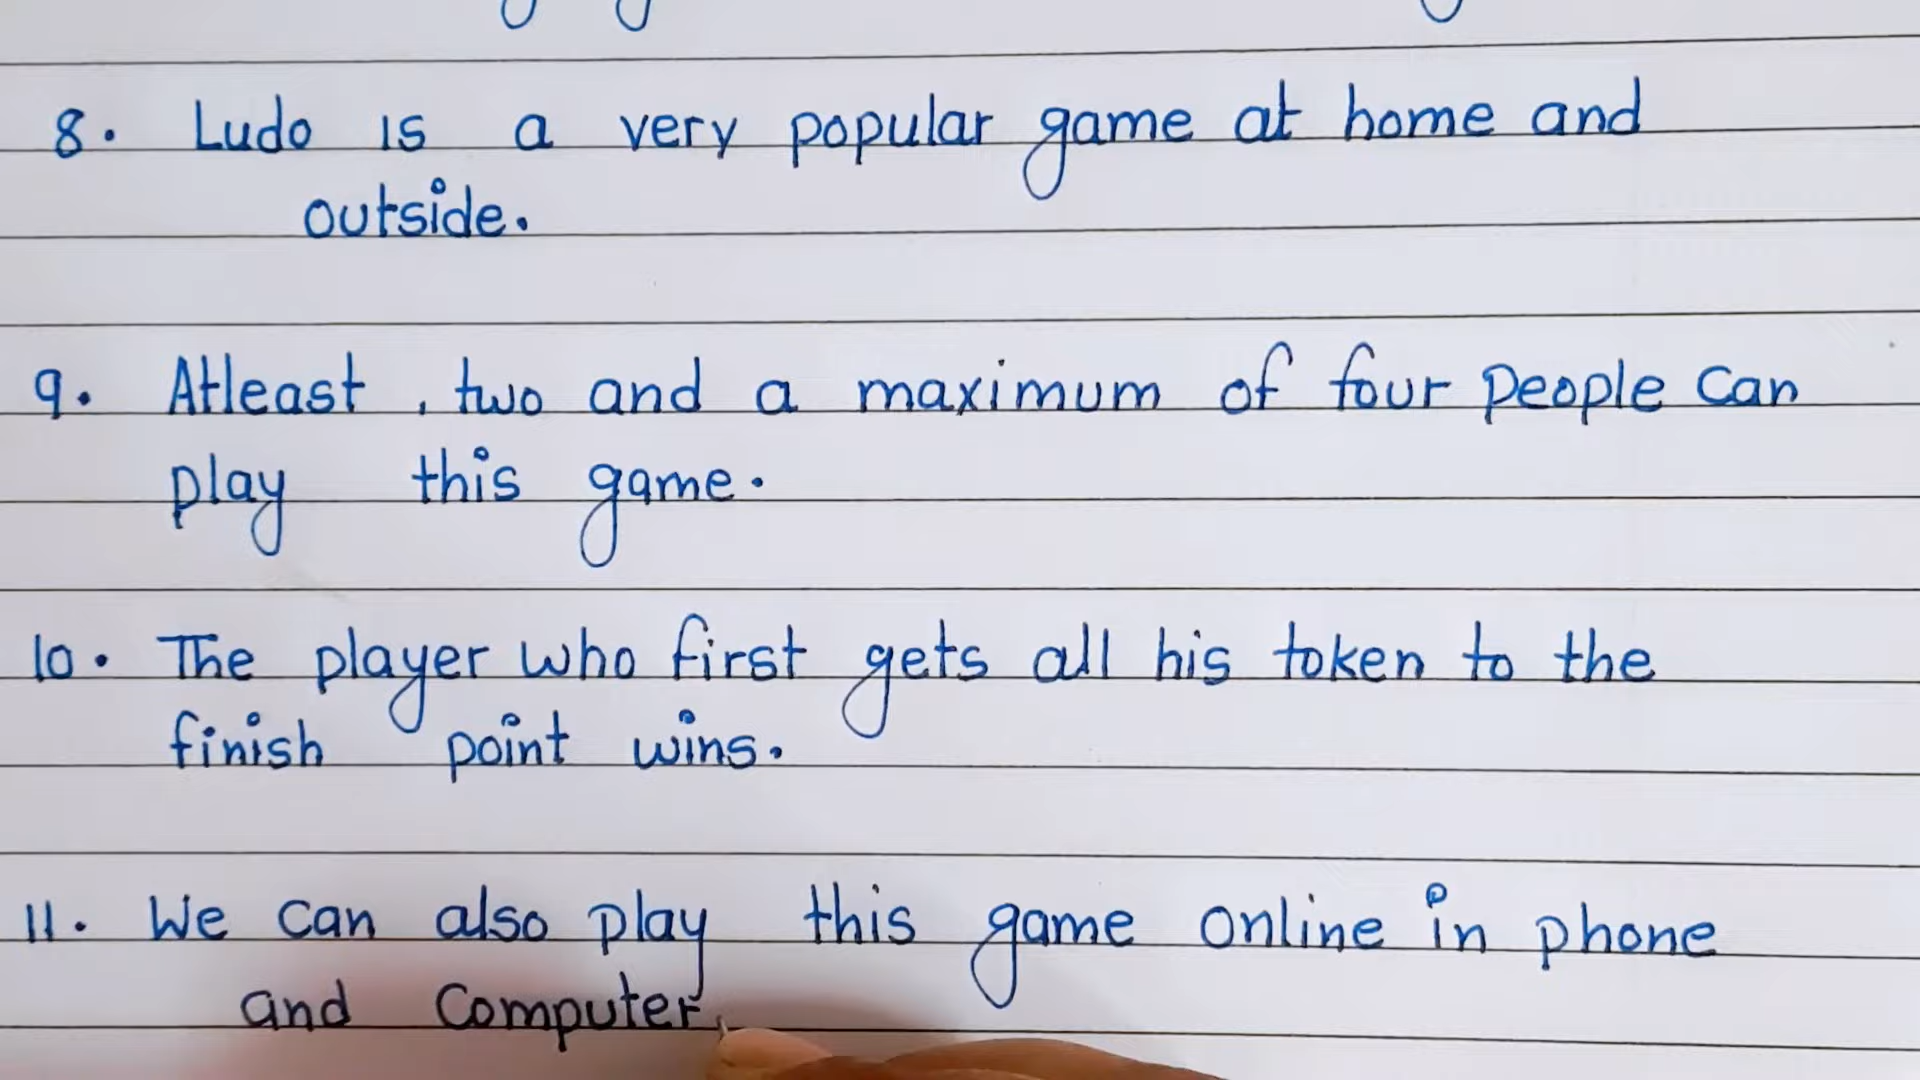 8. Ludo is a very popular game at home and
outside.
9. Atleast, two and a maximum of four people can
play this game.
10. The player who first gets all his token to the
finish point wins.
11. We can also play this game online in phone
and Computer.